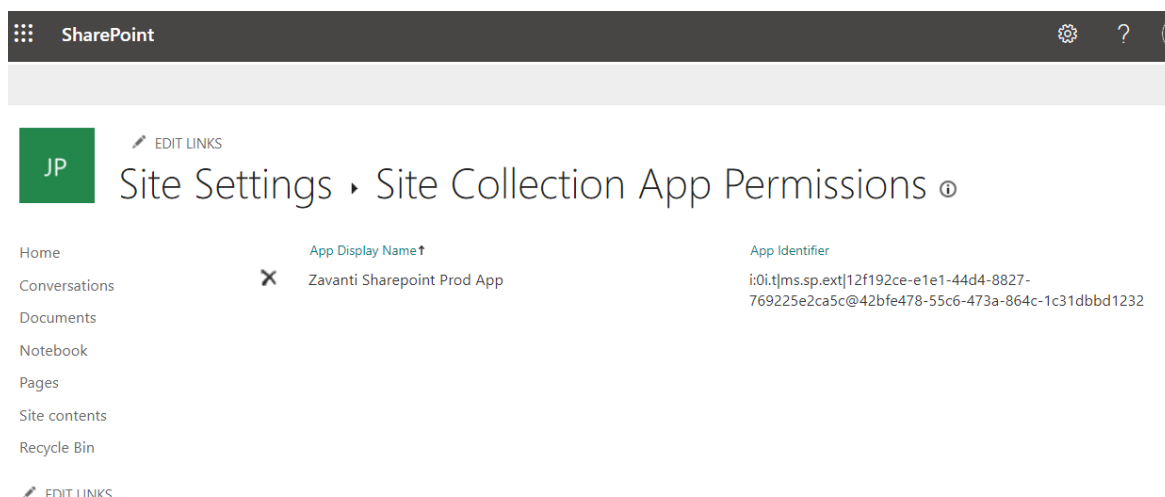 SharePoint
EDIT LINKS
JP
Site Settings ▸ Site Collection App Permissions
Home
Conversations
Documents
Notebook
Pages
Site contents
Recycle Bin
EDIT LINKS
App Display Name↑
App Identifier
Zavanti Sharepoint Prod App
i:0i.t|ms.sp.ext|12f192ce-e1e1-44d4-8827-
769225e2ca5c@42bfe478-55c6-473a-864c-1c31dbbd1232